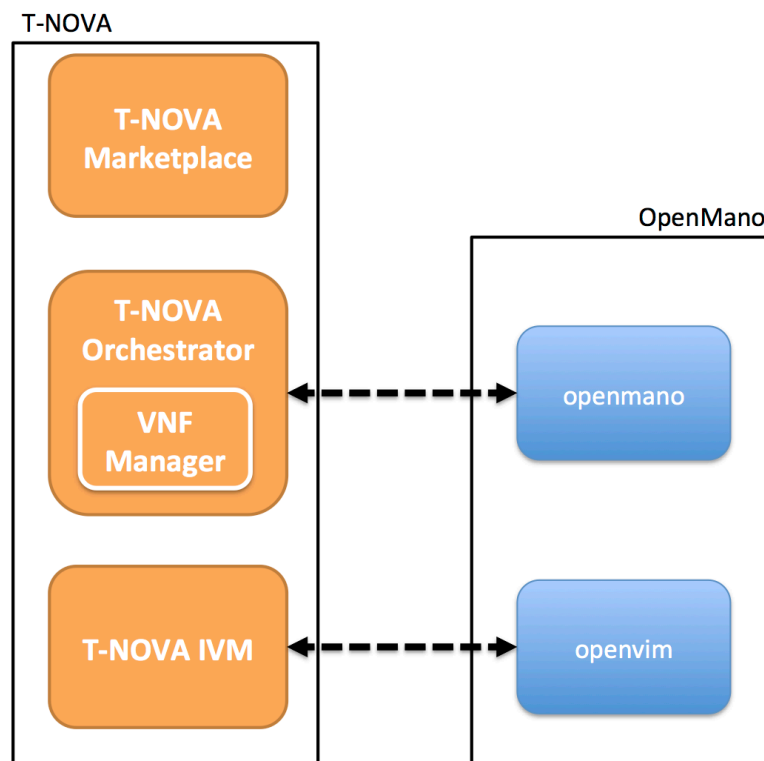 T-NOVA
T-NOVA
Marketplace
OpenMano
T-NOVA
Orchestrator
VNF
Manager
openmano
T-NOVA IVM
openvim